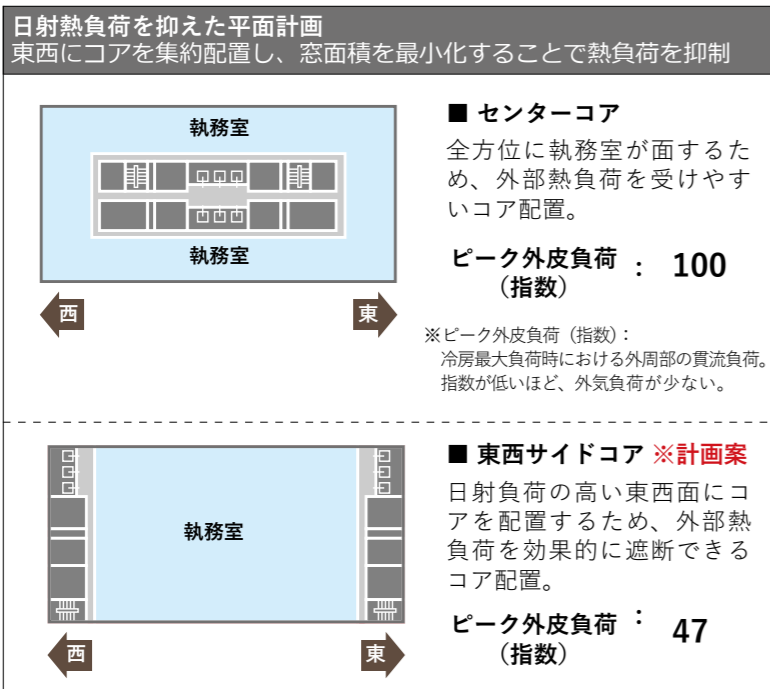 日射熱負荷を抑えた平面計画
東西にコアを集約配置し、窓面積を最小化することで熱負荷を抑制
執務室
執務室
西
東
■ センターコア
全方位に執務室が面するた
め、外部熱負荷を受けやす
いコア配置。
ピーク外皮負荷 : 100
(指数)
※ピーク外皮負荷（指数）：
冷房最大負荷時における外周部の貫流負荷。
指数が低いほど、外気負荷が少ない。
執務室
西
東
■ 東西サイドコア ※計画案
日射負荷の高い東西面にコ
アを配置するため、外部熱
負荷を効果的に遮断できる
コア配置。
ピーク外皮負荷 : 47
(指数)